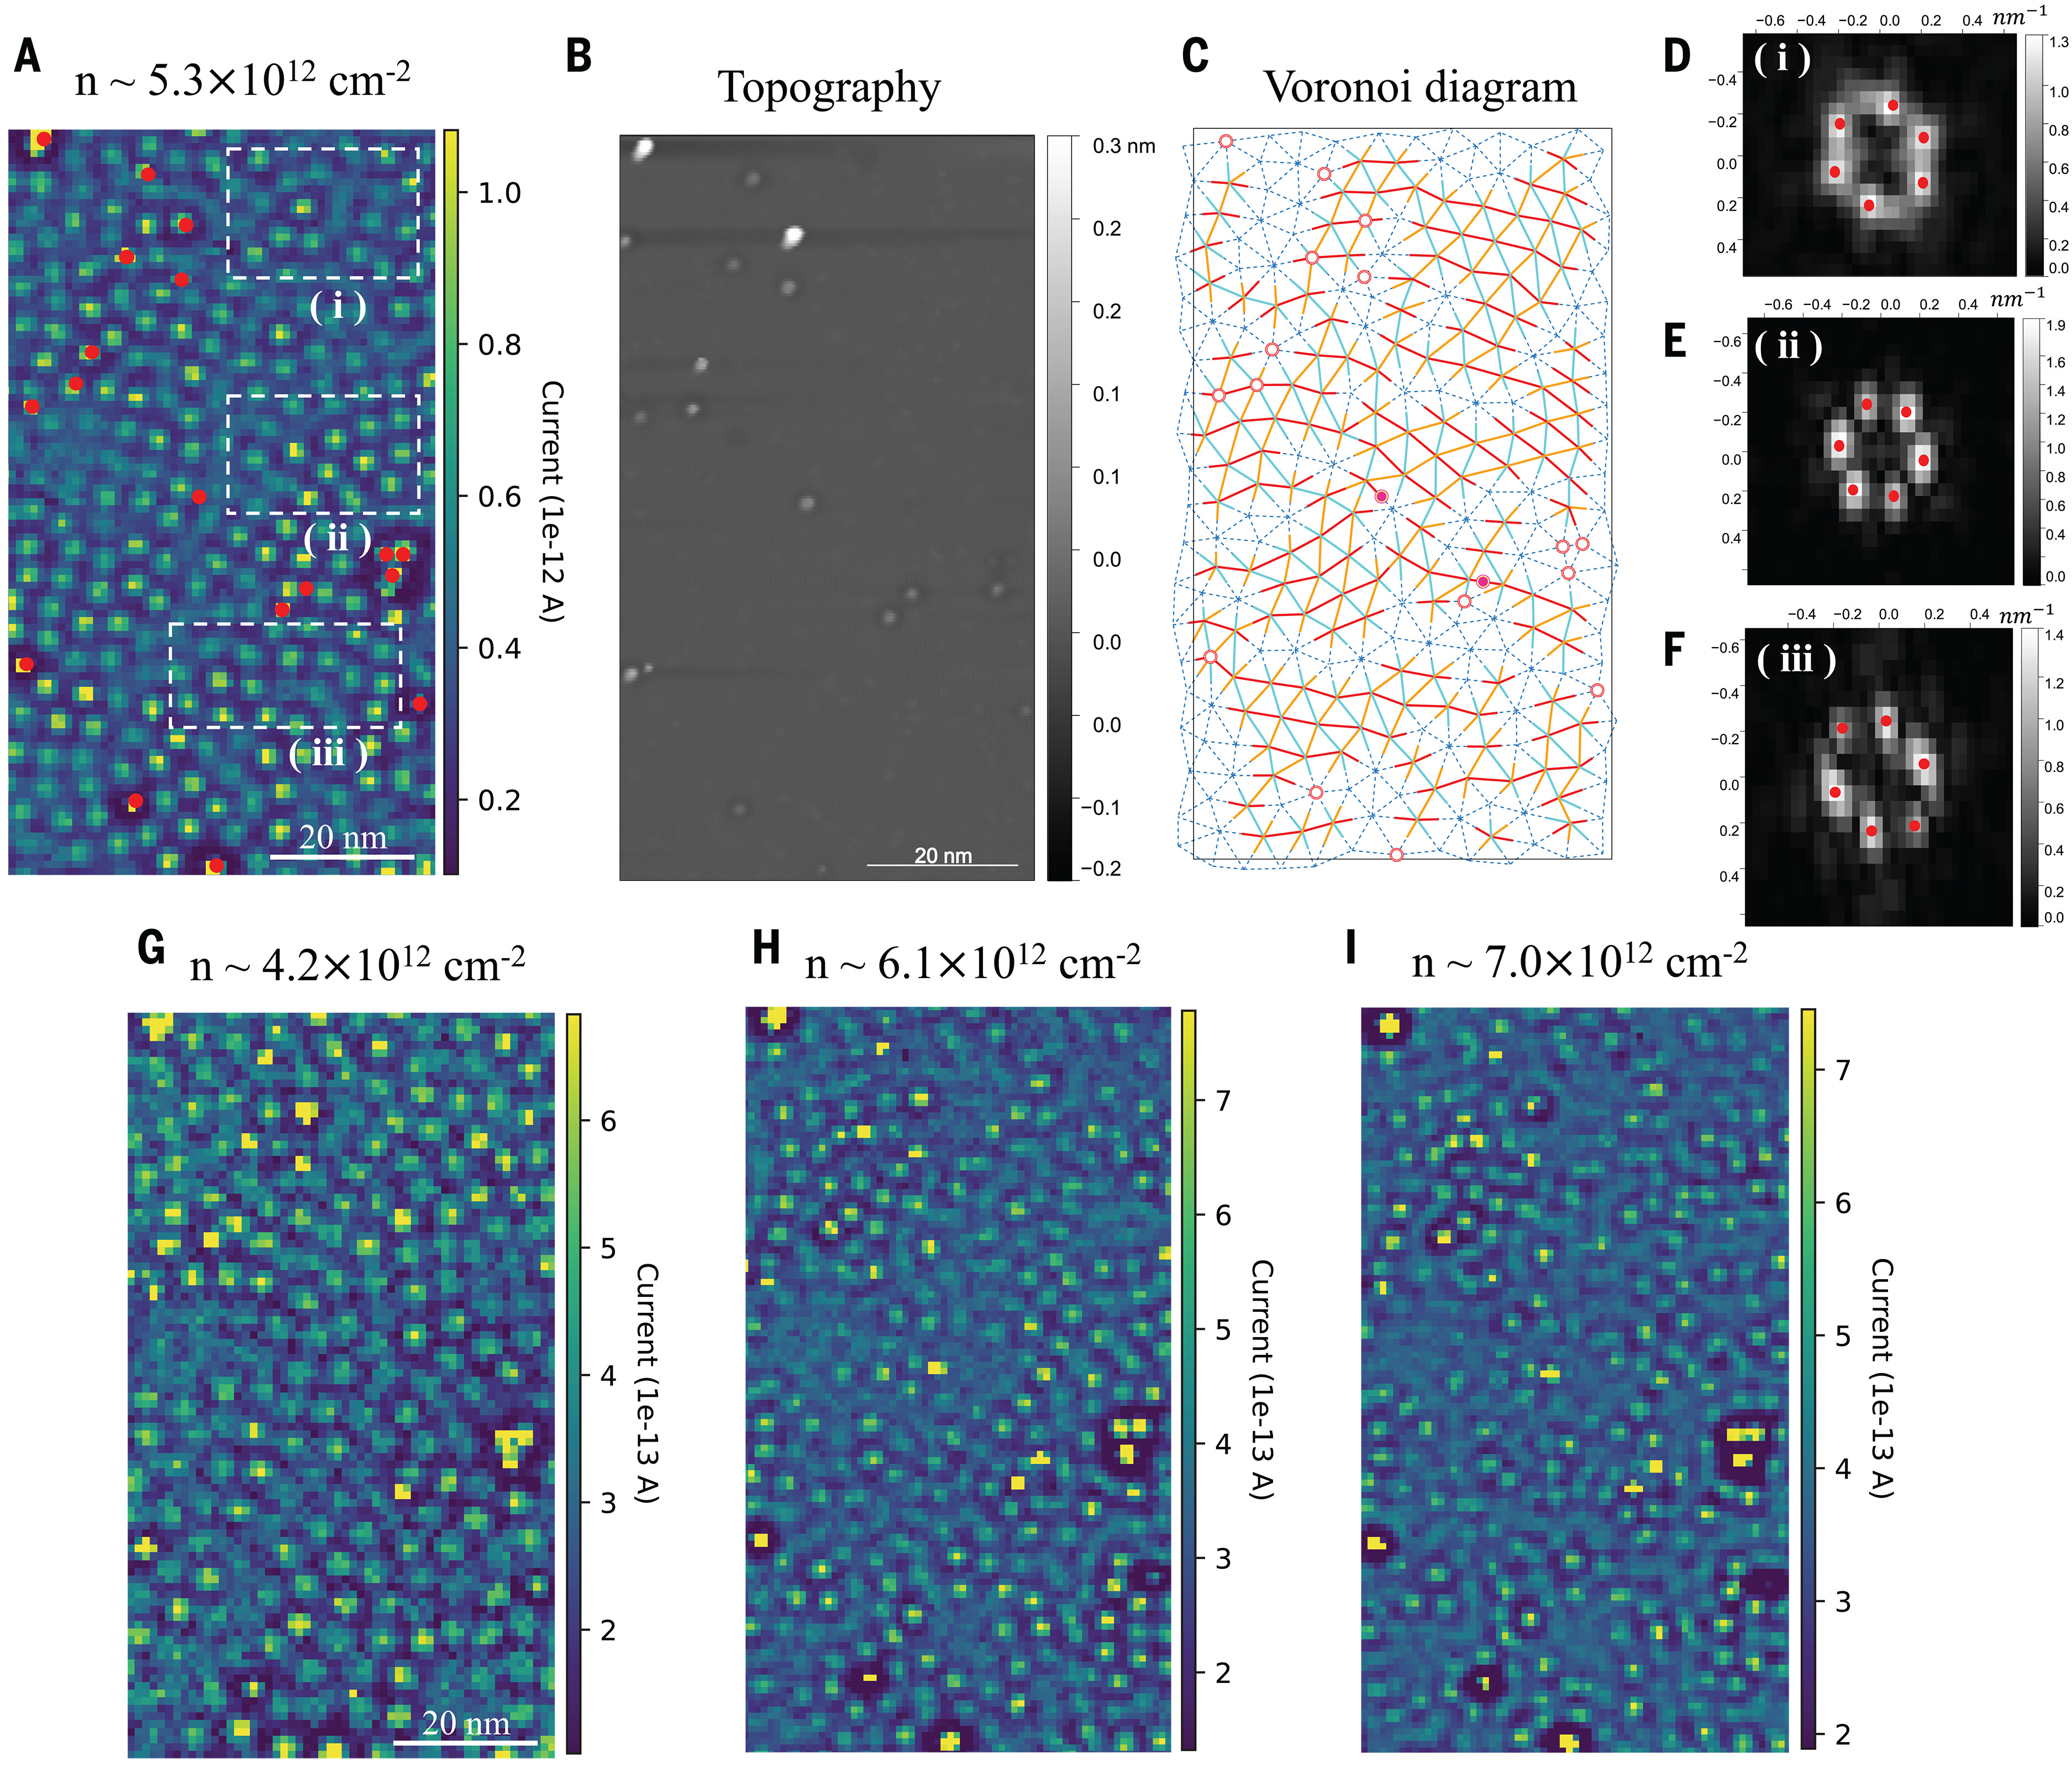 A
n ~ 5.3×10¹² cm⁻²
( i )
( ii )
( iii )
20 nm
1.0
0.8
0.6
0.4
0.2
Current (1e-12 A)
B
Topography
20 nm
0.3 nm
0.2
0.2
0.1
0.1
0.0
0.0
0.0
−0.1
−0.2
C
Voronoi diagram
D
−0.6 −0.4 −0.2 0.0 0.2 0.4 nm⁻¹
( i )
−0.4
−0.2
0.0
0.2
0.4
1.3
1.0
0.8
0.6
0.4
0.2
0.0
E
−0.6 −0.4 −0.2 0.0 0.2 0.4 nm⁻¹
( ii )
−0.6
−0.4
−0.2
0.0
0.2
0.4
1.9
1.6
1.4
1.2
1.0
0.8
0.6
0.4
0.0
F
−0.4 −0.2 0.0 0.2 0.4 nm⁻¹
( iii )
−0.6
−0.4
−0.2
0.0
0.2
0.4
1.4
1.2
1.0
0.8
0.6
0.4
0.2
0.0
G
n ~ 4.2×10¹² cm⁻²
20 nm
6
5
4
3
2
Current (1e-13 A)
H
n ~ 6.1×10¹² cm⁻²
7
6
5
4
3
2
Current (1e-13 A)
I
n ~ 7.0×10¹² cm⁻²
7
6
5
4
3
2
Current (1e-13 A)